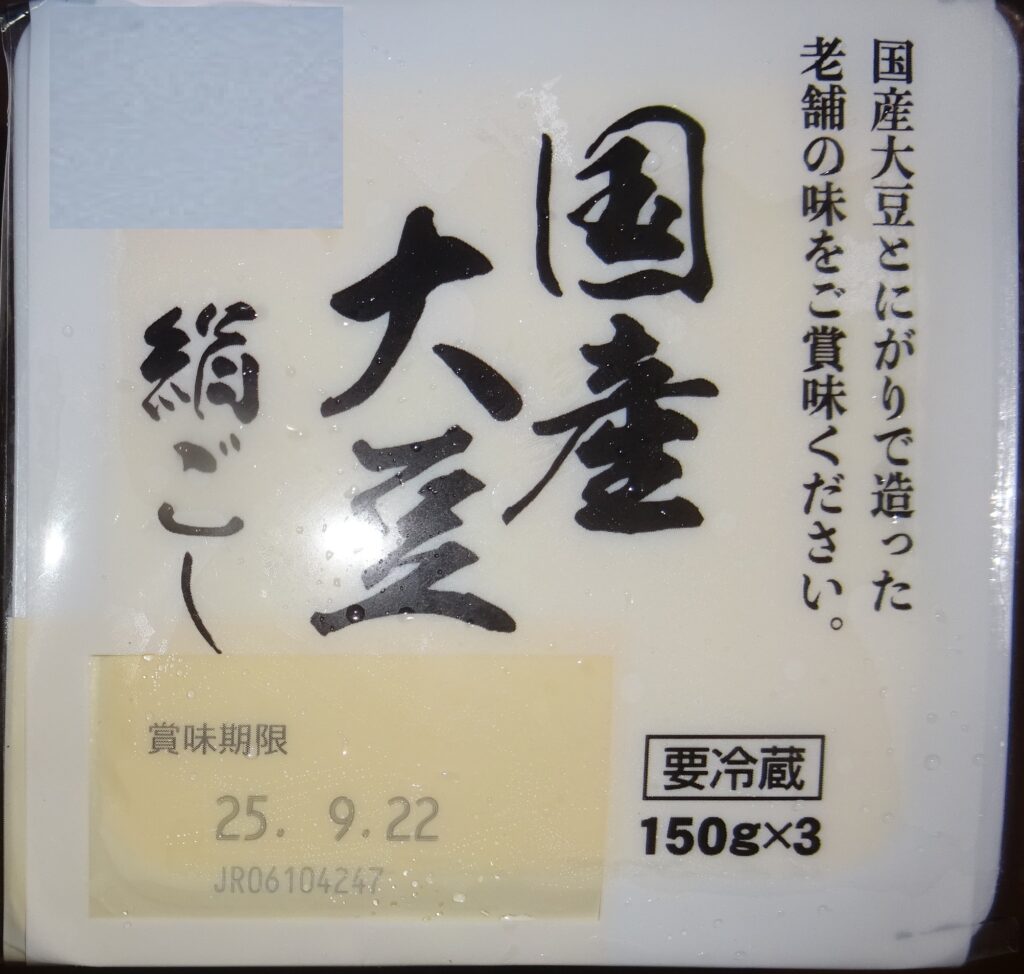 国産大豆とにがりで造った
老舗の味をご賞味ください。
国産
大豆
絹ごし
賞味期限
25. 9.22
JR06104247
要冷蔵
150g×3